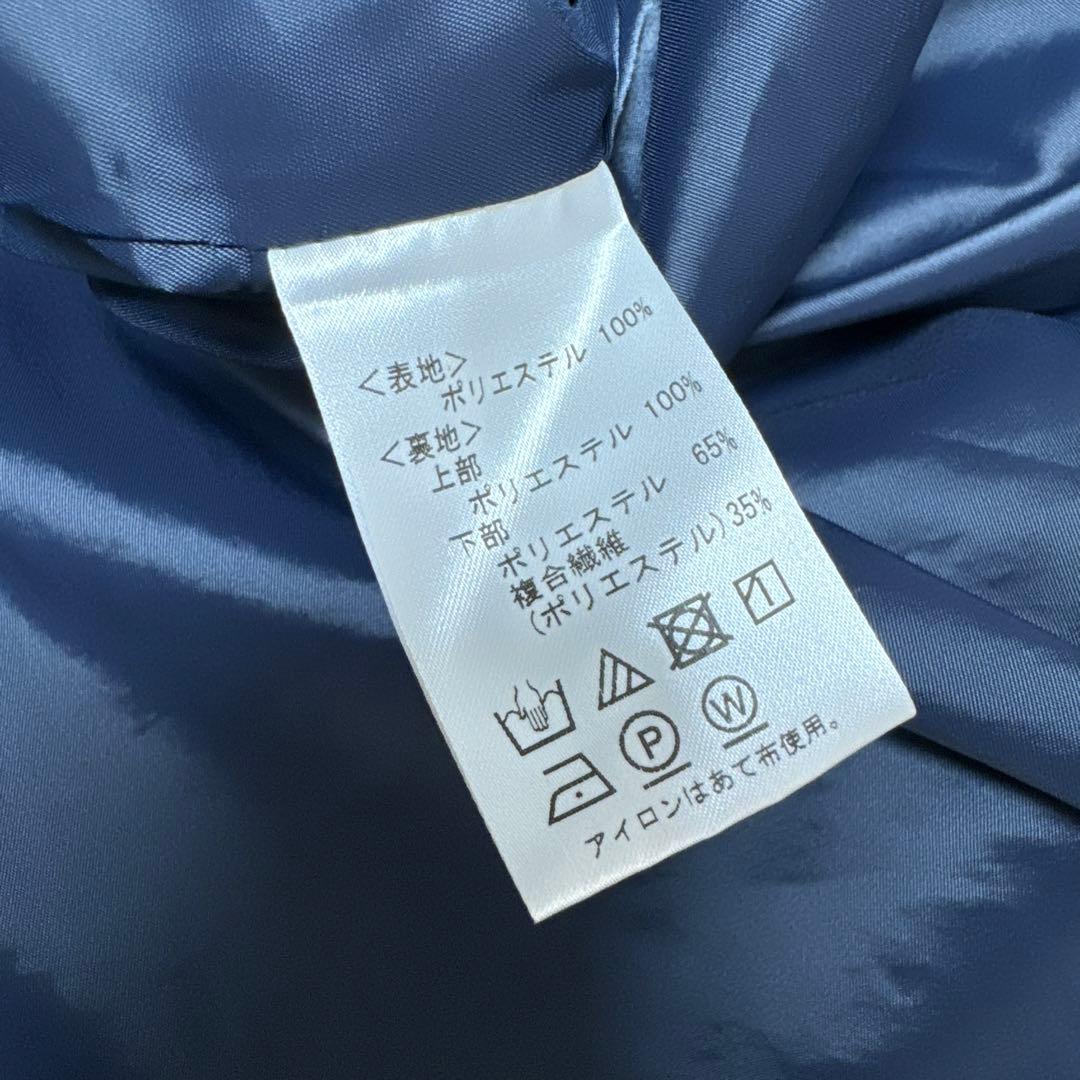 〈表地〉
ポリエステル 100%
〈裏地〉
上部
ポリエステル 100%
下部
ポリエステル 65%
複合繊維
(ポリエステル) 35%
P
W
アイロンはあて布使用。